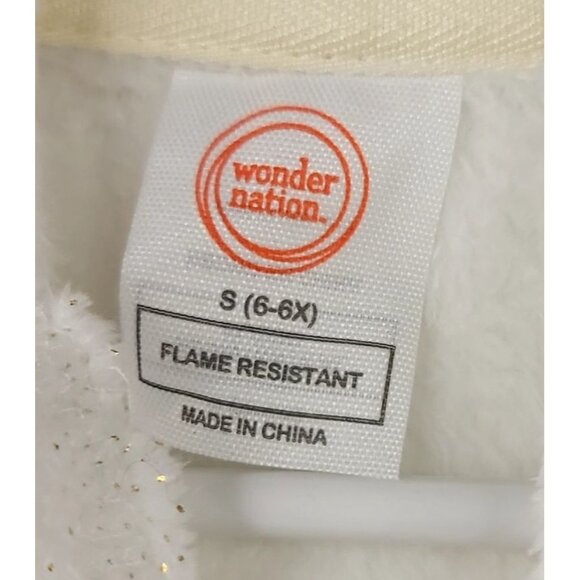 wonder
nation.
S (6-6X)
FLAME RESISTANT
MADE IN CHINA